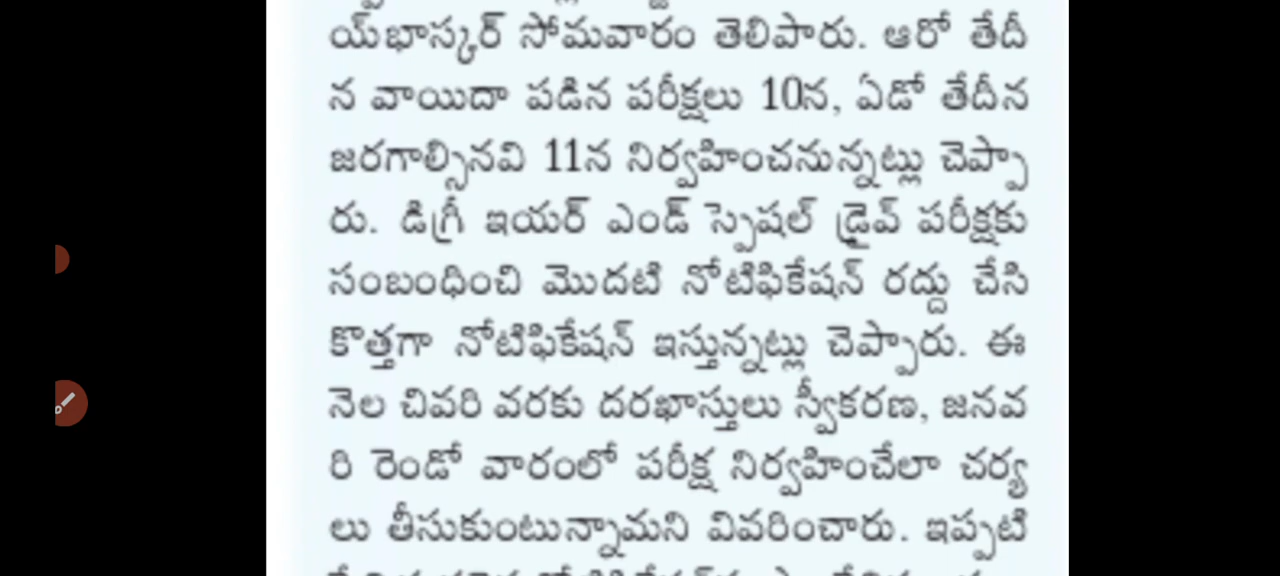 య్‌భాస్కర్ సోమవారం తెలిపారు. ఆరో తేదీ
న వాయిదా పడిన పరీక్షలు 10న, ఏడో తేదీన
జరగాల్సినవి 11న నిర్వహించనున్నట్లు చెప్పా
రు. డిగ్రీ ఇయర్ ఎండ్ స్పెషల్ డ్రైవ్ పరీక్షకు
సంబంధించి మొదటి నోటిఫికేషన్ రద్దు చేసి
కొత్తగా నోటిఫికేషన్ ఇస్తున్నట్లు చెప్పారు. ఈ
నెల చివరి వరకు దరఖాస్తులు స్వీకరణ, జనవ
రి రెండో వారంలో పరీక్ష నిర్వహించేలా చర్య
లు తీసుకుంటున్నామని వివరించారు. ఇప్పటి